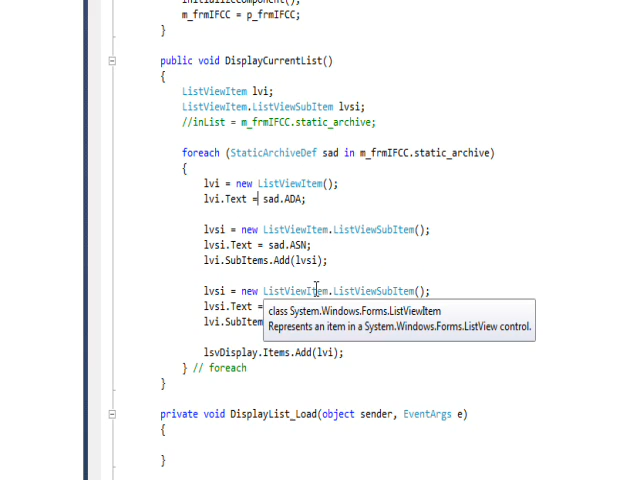 InitializeComponent();
m_frmIFCC = p_frmIFCC;
}
public void DisplayCurrentList()
{
ListViewItem lvi;
ListViewItem.ListViewSubItem lvsi;
//inList = m_frmIFCC.static_archive;
foreach (StaticArchiveDef sad in m_frmIFCC.static_archive)
{
lvi = new ListViewItem();
lvi.Text = sad.ADA;
lvsi = new ListViewItem.ListViewSubItem();
lvsi.Text = sad.ASN;
lvi.SubItems.Add(lvsi);
lvsi = new ListViewItem.ListViewSubItem();
lvsi.Text =
class System.Windows.Forms.ListViewItem
lvi.SubItem
Represents an item in a System.Windows.Forms.ListView control.
lsvDisplay.Items.Add(lvi);
} // foreach
}
private void DisplayList_Load(object sender, EventArgs e)
{
}